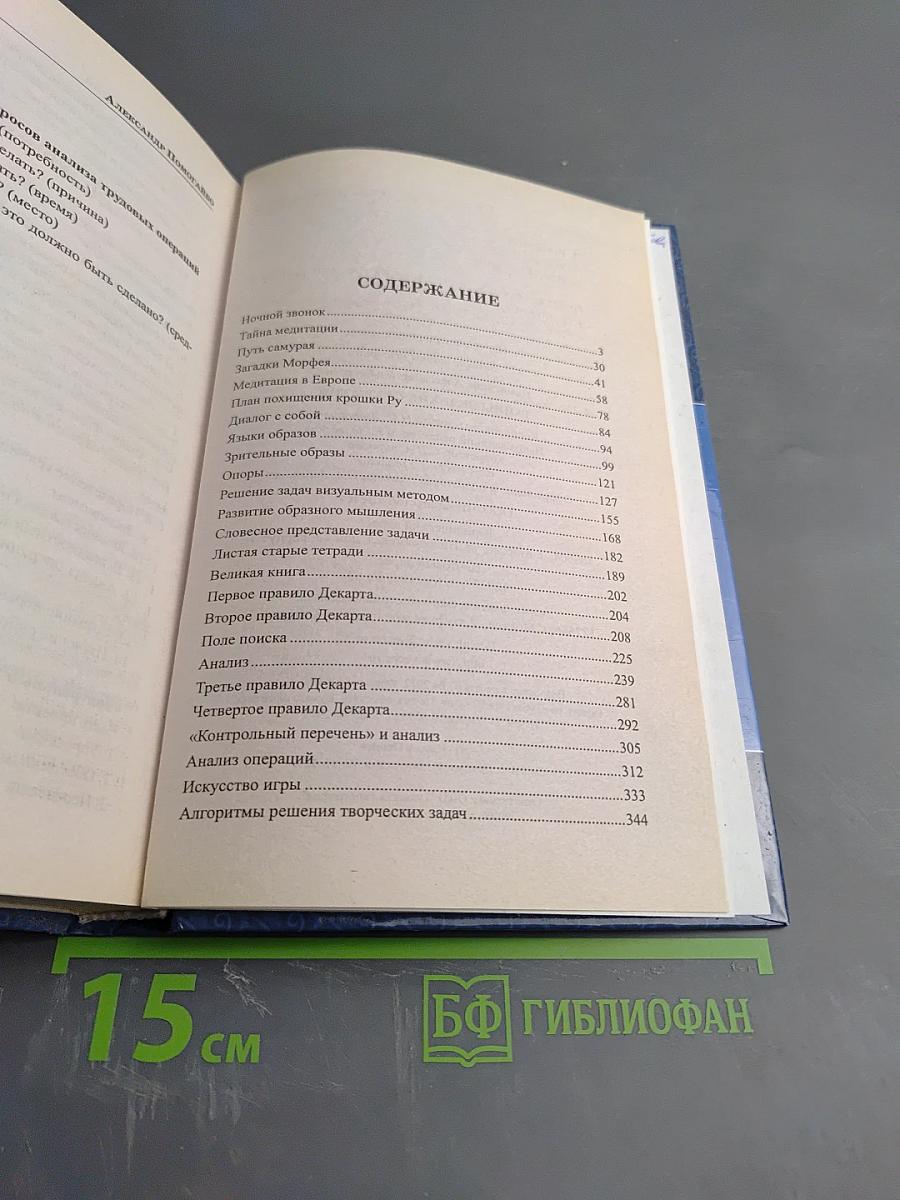 Александр Помогайбо
росов анализа трудовых операций
(потребность)
елать? (причина)
ать? (время)
? (место)
это должно быть сделано? (сред-
СОДЕРЖАНИЕ
Ночной звонок ... 3
Тайна медитации ... 30
Путь самурая ... 41
Загадки Морфея ... 58
Медитация в Европе ... 78
План похищения крошки Ру ... 84
Диалог с собой ... 94
Языки образов ... 99
Зрительные образы ... 121
Опоры ... 127
Решение задач визуальным методом ... 155
Развитие образного мышления ... 168
Словесное представление задачи ... 182
Листая старые тетради ... 189
Великая книга ... 202
Первое правило Декарта ... 204
Второе правило Декарта ... 208
Поле поиска ... 225
Анализ ... 239
Третье правило Декарта ... 281
Четвертое правило Декарта ... 292
«Контрольный перечень» и анализ ... 305
Анализ операций ... 312
Искусство игры ... 333
Алгоритмы решения творческих задач ... 344
15 см
БФ ГИБЛИОФАН